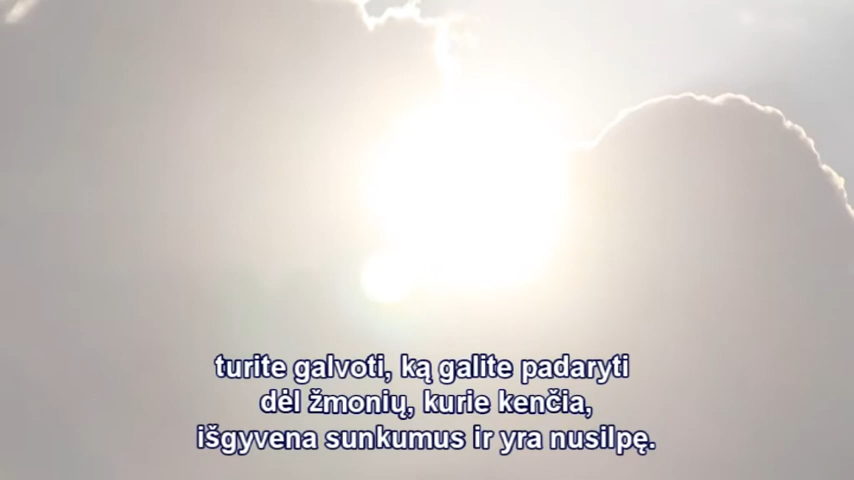 turite galvoti, ką galite padaryti
dėl žmonių, kurie kenčia,
išgyvena sunkumus ir yra nusilpę.